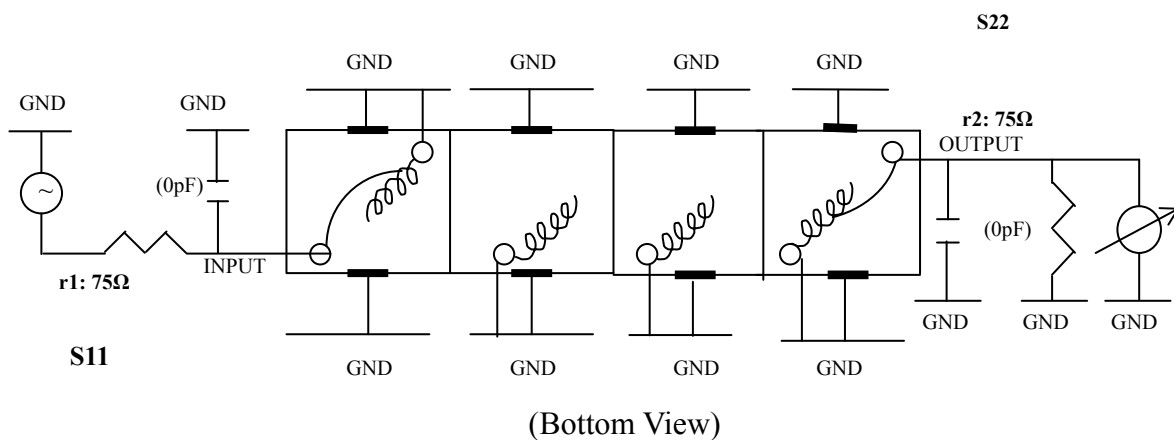 S22
GND
GND
GND
GND
GND
GND
r2: 75Ω
OUTPUT
(0pF)
(0pF)
~
INPUT
r1: 75Ω
GND
GND
S11
GND
GND
GND
GND
(Bottom View)